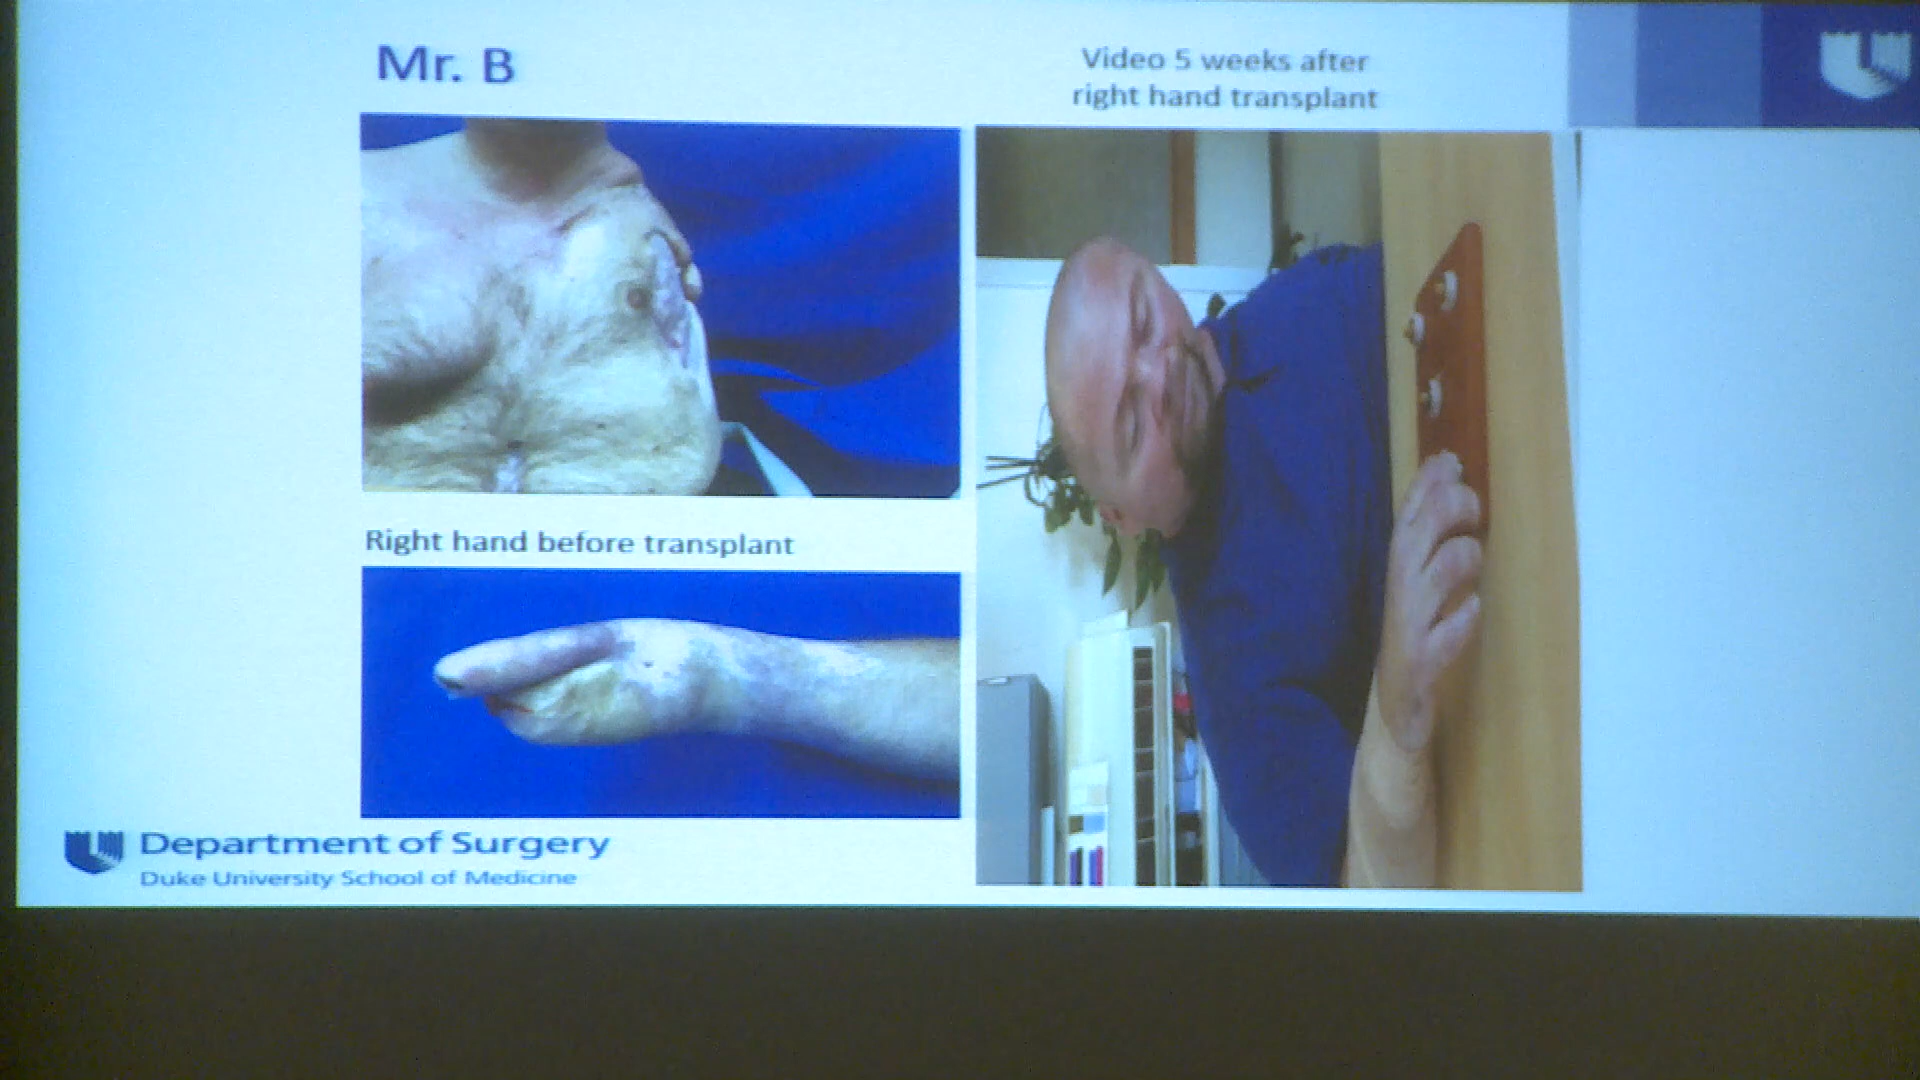 Mr. B
Video 5 weeks after
right hand transplant
Right hand before transplant
Department of Surgery
Duke University School of Medicine